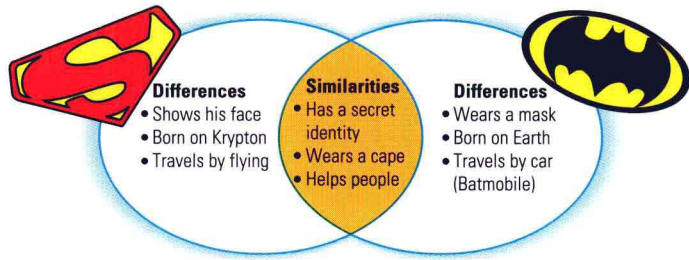 Differences
• Shows his face
• Born on Krypton
• Travels by flying
Similarities
• Has a secret
identity
• Wears a cape
• Helps people
Differences
• Wears a mask
• Born on Earth
• Travels by car
(Batmobile)
S